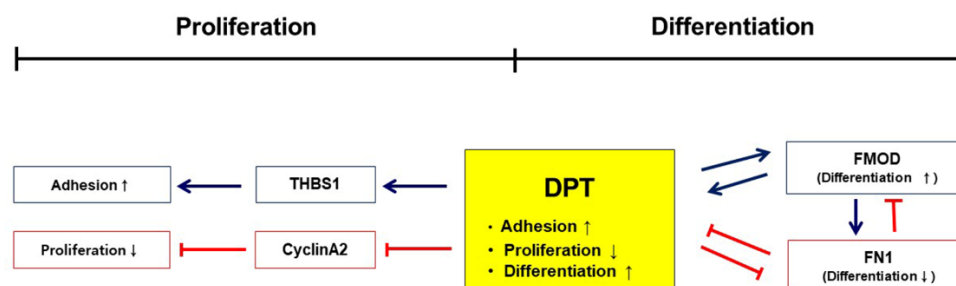 Proliferation Differentiation
Adhesion ↑ THBS1 DPT FMOD
(Differentiation ↑)
• Adhesion ↑
Proliferation ↓ CyclinA2 • Proliferation ↓ FN1
• Differentiation ↑ (Differentiation ↓)